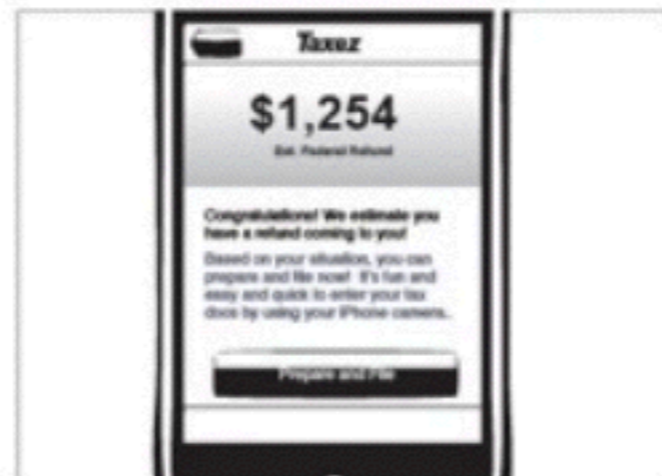 Taxez
$1,254
Est. Federal Refund
Congratulations! We estimate you
have a refund coming to you!
Based on your situation, you can
prepare and file now! It's fun and
easy and quick to enter your tax
docs by using your iPhone camera.
Prepare and File